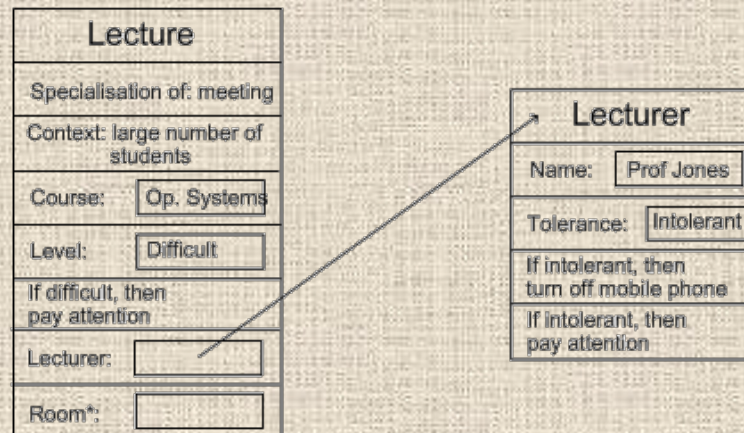 Lecture
Specialisation of: meeting
Context: large number of
students
Course: Op. Systems
Level: Difficult
If difficult, then
pay attention
Lecturer:
Room*:
Lecturer
Name: Prof Jones
Tolerance: Intolerant
If intolerant, then
turn off mobile phone
If intolerant, then
pay attention